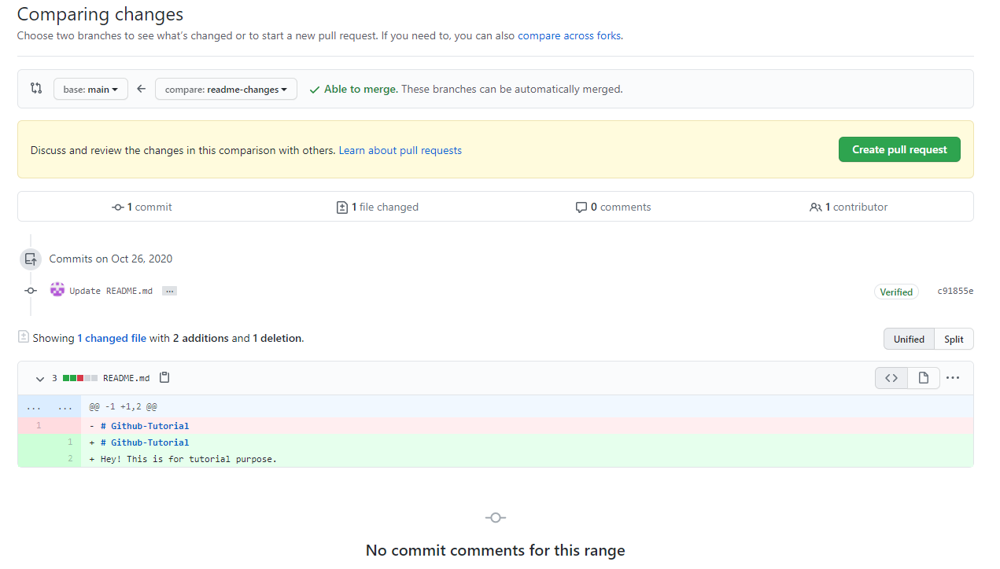 Comparing changes
Choose two branches to see what's changed or to start a new pull request. If you need to, you can also compare across forks.
base: main compare: readme-changes Able to merge. These branches can be automatically merged.
Discuss and review the changes in this comparison with others. Learn about pull requests Create pull request
1 commit 1 file changed 0 comments 1 contributor
Commits on Oct 26, 2020
Update README.md ... Verified c91855e
Showing 1 changed file with 2 additions and 1 deletion. Unified Split
3 README.md <> ...
... ... @@ -1 +1,2 @@
1 - # Github-Tutorial
1 + # Github-Tutorial
2 + Hey! This is for tutorial purpose.
No commit comments for this range